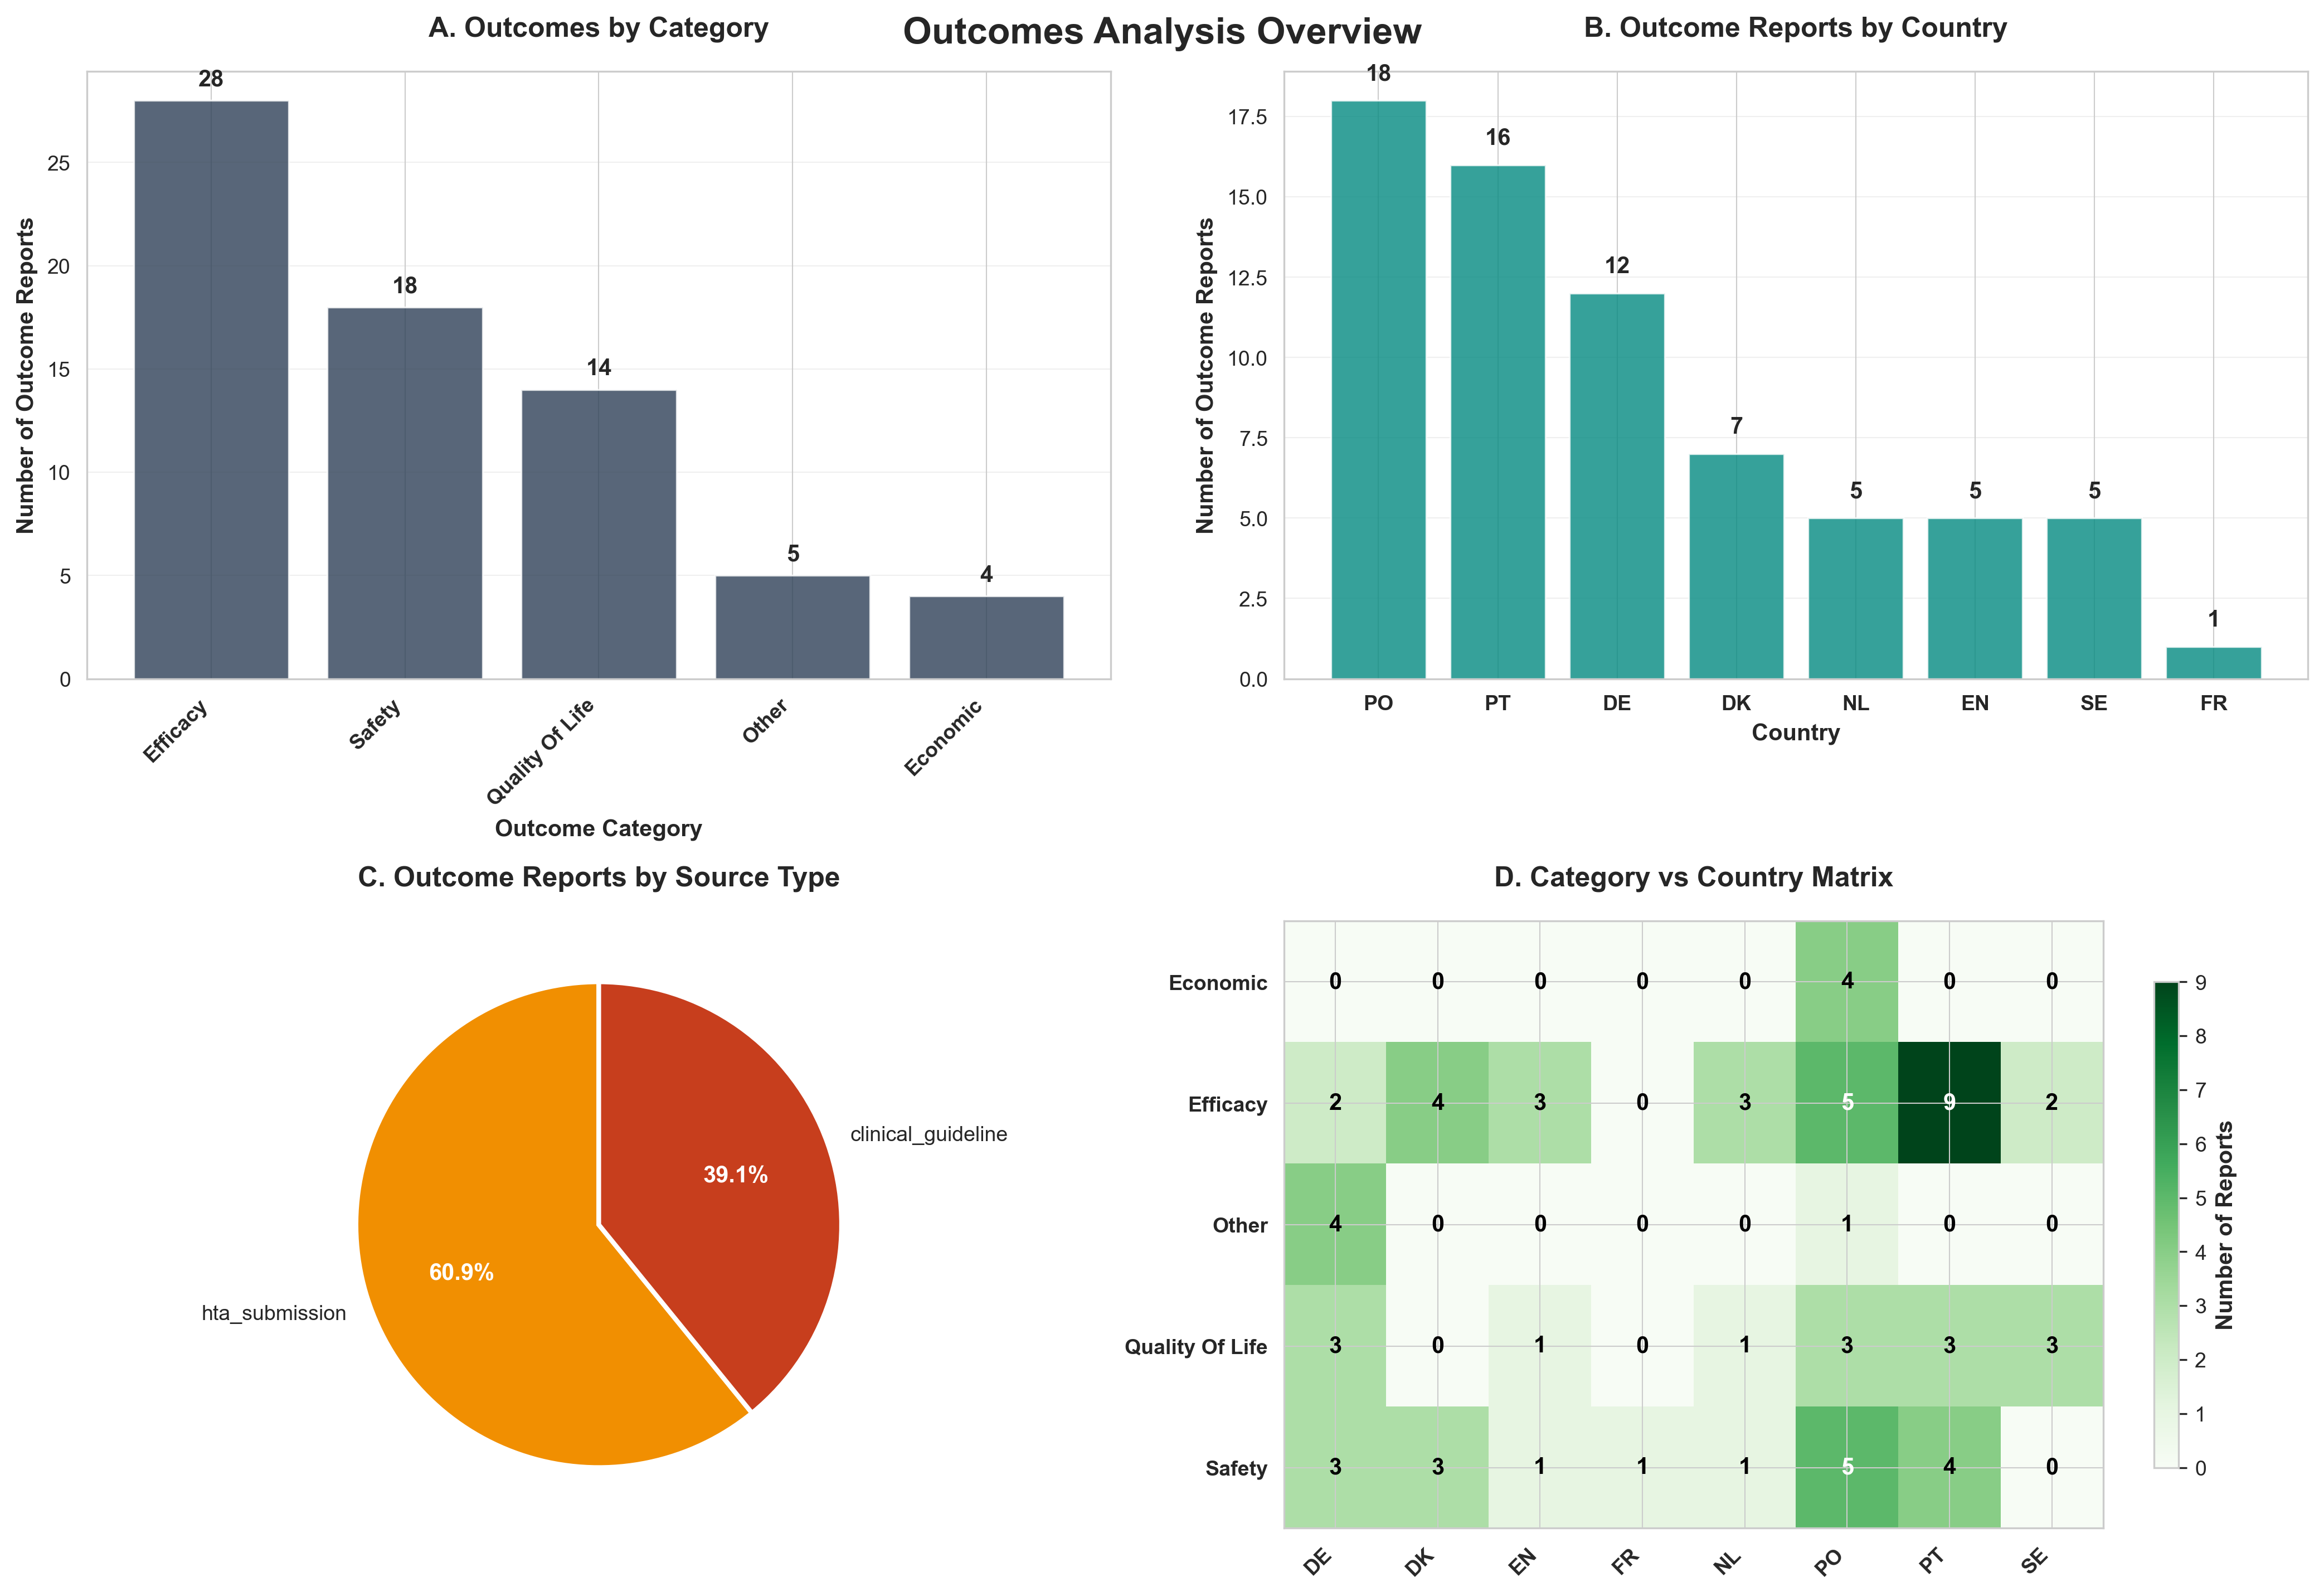 Outcomes Analysis Overview
A. Outcomes by Category
Number of Outcome Reports
25
20
15
10
5
0
28
18
14
5
4
Efficacy
Safety
Quality Of Life
Other
Economic
Outcome Category
B. Outcome Reports by Country
Number of Outcome Reports
17.5
15.0
12.5
10.0
7.5
5.0
2.5
0.0
18
16
12
7
5
5
5
1
PO PT DE DK NL EN SE FR
Country
C. Outcome Reports by Source Type
clinical_guideline
39.1%
60.9%
hta_submission
D. Category vs Country Matrix
Economic 0 0 0 0 0 4 0 0
Efficacy 2 4 3 0 3 5 9 2
Other 4 0 0 0 0 1 0 0
Quality Of Life 3 0 1 0 1 3 3 3
Safety 3 3 1 1 1 5 4 0
DE DK EN FR NL PO PT SE
9
8
7
6
5
4
3
2
1
0
Number of Reports